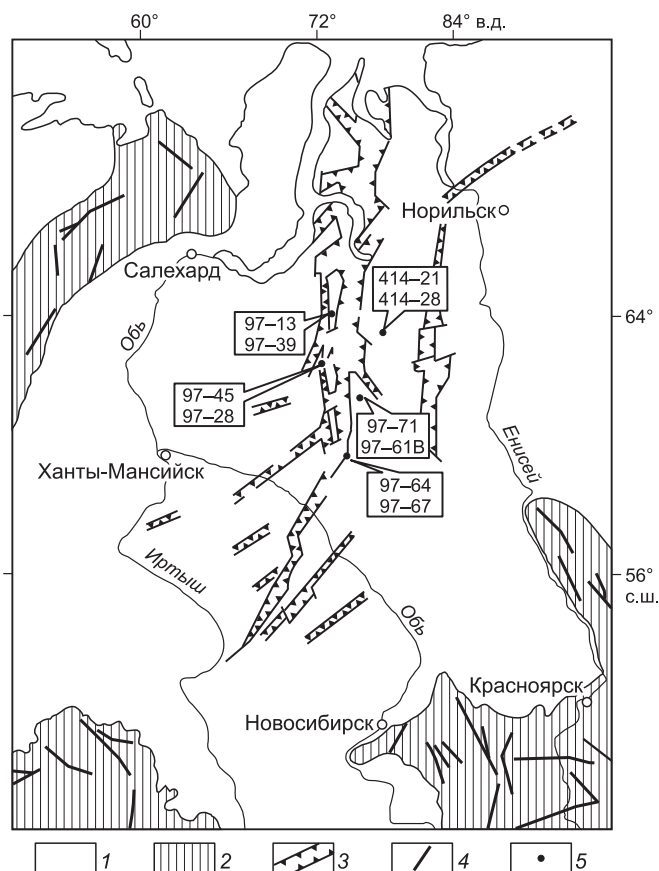 60° 72° 84° в.д.
Норильск
Салехард
414–21
414–28
64°
97–13
97–39
Обь
97–45
97–28
97–71
97–61В
Ханты-Мансийск
97–64
97–67
Енисей
Иртыш
56°
с.ш.
Обь
Красноярск
Новосибирск
1 2 3 4 5